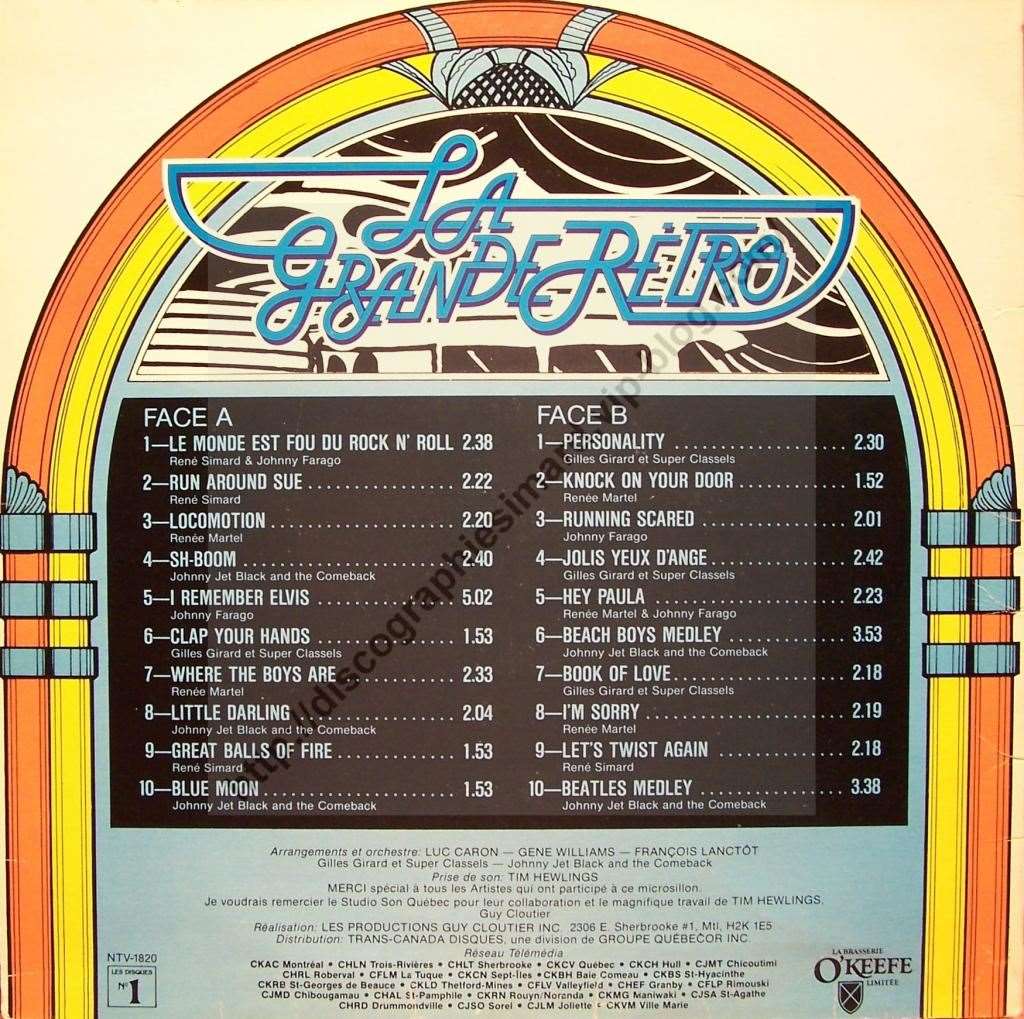 LA
GRANDE RÉTRO
FACE A
1—LE MONDE EST FOU DU ROCK N' ROLL 2.38
René Simard & Johnny Farago
2—RUN AROUND SUE 2.22
René Simard
3—LOCOMOTION 2.20
Renée Martel
4—SH-BOOM 2.40
Johnny Jet Black and the Comeback
5—I REMEMBER ELVIS 5.02
Johnny Farago
6—CLAP YOUR HANDS 1.53
Gilles Girard et Super Classels
7—WHERE THE BOYS ARE 2.33
Renée Martel
8—LITTLE DARLING 2.04
Johnny Jet Black and the Comeback
9—GREAT BALLS OF FIRE 1.53
René Simard
10—BLUE MOON 1.53
Johnny Jet Black and the Comeback
FACE B
1—PERSONALITY 2.30
Gilles Girard et Super Classels
2—KNOCK ON YOUR DOOR 1.52
Renée Martel
3—RUNNING SCARED 2.01
Johnny Farago
4—JOLIS YEUX D'ANGE 2.42
Gilles Girard et Super Classels
5—HEY PAULA 2.23
Renée Martel & Johnny Farago
6—BEACH BOYS MEDLEY 3.53
Johnny Jet Black and the Comeback
7—BOOK OF LOVE 2.18
Gilles Girard et Super Classels
8—I'M SORRY 2.19
Renée Martel
9—LET'S TWIST AGAIN 2.18
René Simard
10—BEATLES MEDLEY 3.38
Johnny Jet Black and the Comeback
Arrangements et orchestre: LUC CARON — GENE WILLIAMS — FRANÇOIS LANCTÔT
Gilles Girard et Super Classels — Johnny Jet Black and the Comeback
Prise de son: TIM HEWLINGS
MERCI spécial à tous les Artistes qui ont participé à ce microsillon.
Je voudrais remercier le Studio Son Québec pour leur collaboration et le magnifique travail de TIM HEWLINGS.
Guy Cloutier
Réalisation: LES PRODUCTIONS GUY CLOUTIER INC. 2306 E. Sherbrooke #1, Mtl. H2K 1E5
Distribution: TRANS-CANADA DISQUES, une division de GROUPE QUÉBECOR INC
Réseau Télémédia
CKAC Montréal • CHLN Trois-Rivières • CHLT Sherbrooke • CKCV Québec • CKCH Hull • CJMT Chicoutimi
CHRL Roberval • CFLM La Tuque • CKCN Sept-Îles • CKBH Baie Comeau • CKBS St-Hyacinthe
CKRB St-Georges de Beauce • CKLD Thetford-Mines • CFLV Valleyfield • CHEF Granby • CFLP Rimouski
CJMD Chibougamau • CHAL St-Pamphile • CKRN Rouyn/Noranda • CKMG Maniwaki • CJSA St-Agathe
CHRD Drummondville • CJSO Sorel • CJLM Joliette • CKVM Ville Marie
NTV-1820
LES DISQUES
N° 1
LA BRASSERIE
O'KEEFE
LIMITÉE